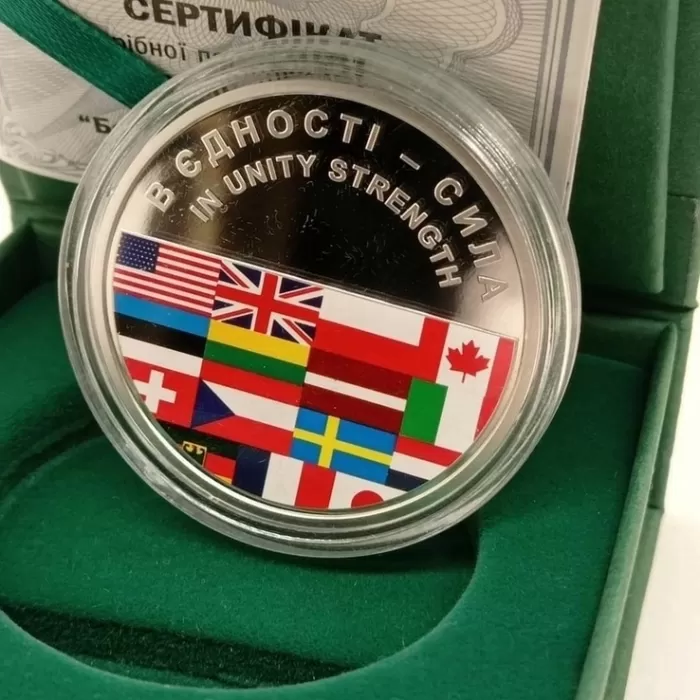 СЕРТИФІКАТ
В ЄДНОСТІ – СИЛА
IN UNITY STRENGTH